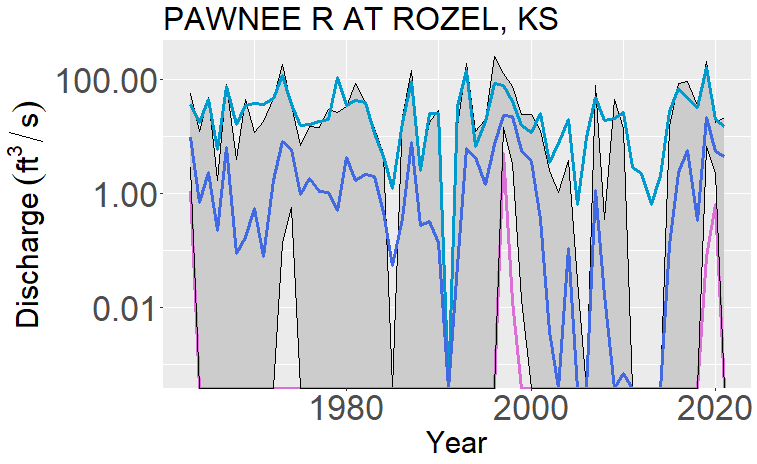 PAWNEE R AT ROZEL, KS
Discharge (ft³/s)
100.00
1.00
0.01
1980 2000 2020
Year